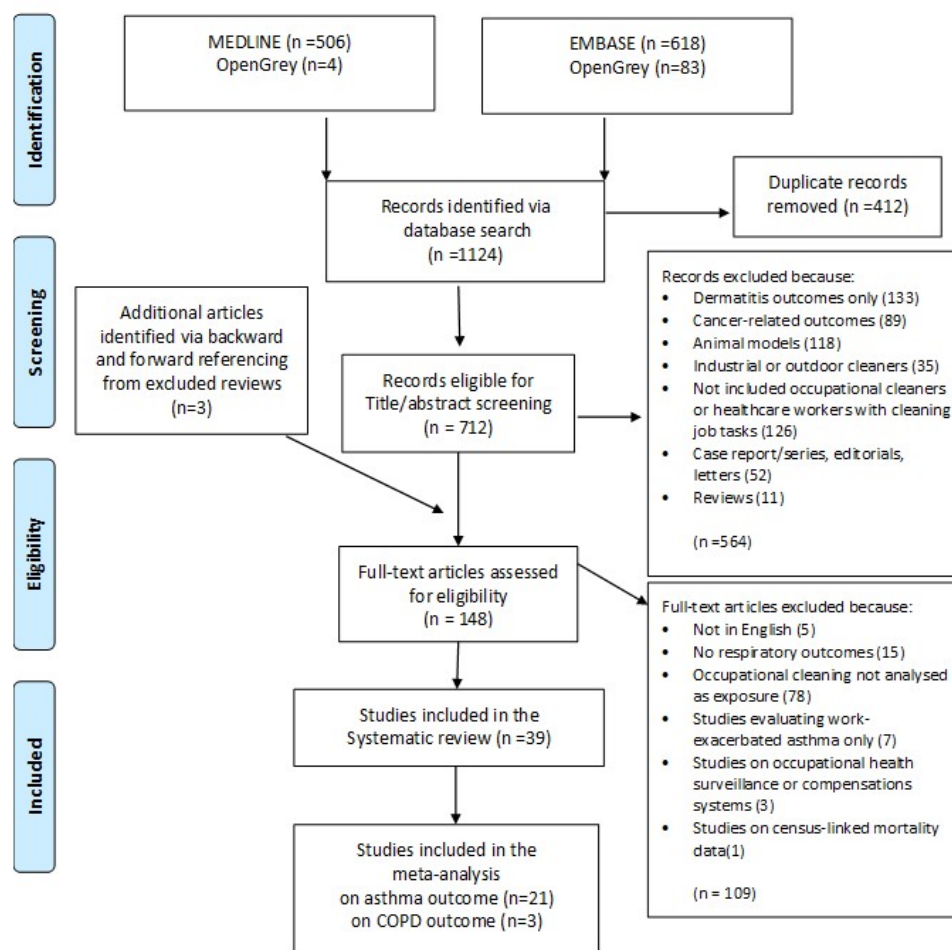 Identification
MEDLINE (n =506)
OpenGrey (n=4)
EMBASE (n =618)
OpenGrey (n=83)
Records identified via
database search
(n =1124)
Duplicate records
removed (n =412)
Screening
Additional articles
identified via backward
and forward referencing
from excluded reviews
(n=3)
Records eligible for
Title/abstract screening
n = 712)
Records excluded because:
• Dermatitis outcomes only (133)
• Cancer-related outcomes (89)
• Animal models (118)
• Industrial or outdoor cleaners (35)
• Not included occupational cleaners
or healthcare workers with cleaning
job tasks (126)
• Case report/series, editorials,
letters (52)
• Reviews (11)
(n =564)
Eligibility
Full-text articles assessed
for eligibility
(n = 148)
Full-text articles excluded because:
• Not in English (5)
• No respiratory outcomes (15)
• Occupational cleaning not analysed
as exposure (78)
• Studies evaluating work-
exacerbated asthma only (7)
• Studies on occupational health
surveillance or compensations
systems (3)
• Studies on census-linked mortality
data(1)
(n = 109)
Included
Studies included in the
Systematic review (n =39)
Studies included in the
meta-analysis
on asthma outcome (n=21)
on COPD outcome (n=3)